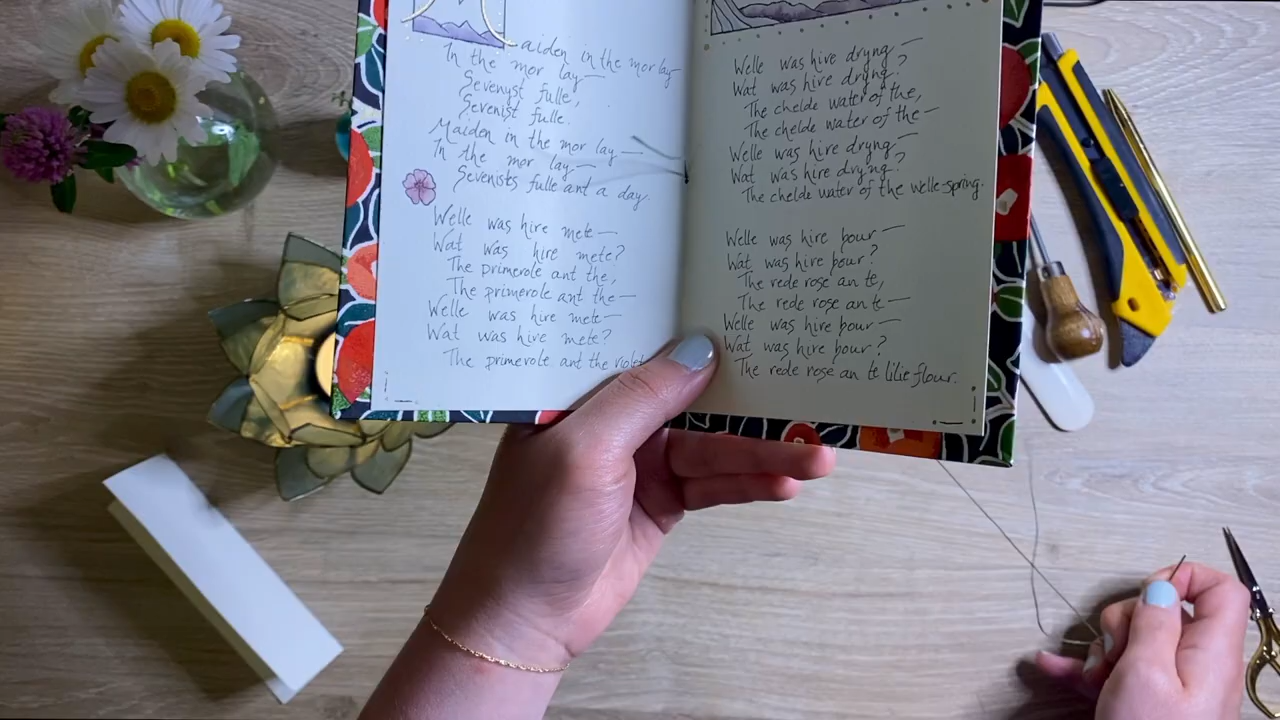 aiden in the mor lay —
In the mor lay —
Sevenyst fulle,
Sevenist fulle.
Maiden in the mor lay —
In the mor lay —
Sevenistes fulle ant a day.
Welle was hire mete —
Wat was hire mete?
The primerole ant the,
The primerole ant the —
Welle was hire mete —
Wat was hire mete?
The primerole ant the violet
Welle was hire dryng —
Wat was hire dryng?
The chelde water of the,
The chelde water of the —
Welle was hire dryng —
Wat was hire dryng?
The chelde water of the welle-spring.
Welle was hire bour —
Wat was hire bour?
The rede rose an te,
The rede rose an te —
Welle was hire bour —
Wat was hire bour?
The rede rose an te lilie flour.